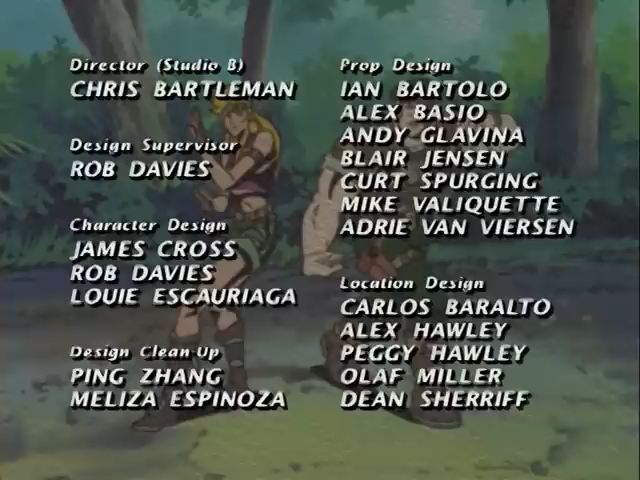 Director (Studio B)
CHRIS BARTLEMAN
Design Supervisor
ROB DAVIES
Character Design
JAMES CROSS
ROB DAVIES
LOUIE ESCAURIAGA
Design Clean-Up
PING ZHANG
MELIZA ESPINOZA
Prop Design
IAN BARTOLO
ALEX BASIO
ANDY GLAVINA
BLAIR JENSEN
CURT SPURGING
MIKE VALIQUETTE
ADRIE VAN VIERSEN
Location Design
CARLOS BARALTO
ALEX HAWLEY
PEGGY HAWLEY
OLAF MILLER
DEAN SHERRIFF